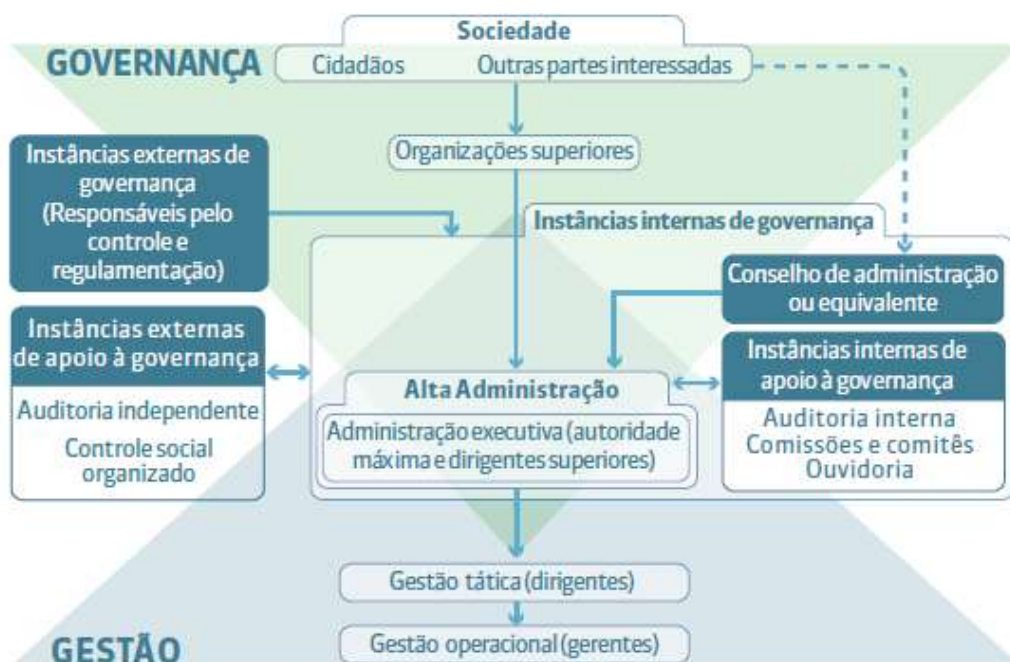 Sociedade
GOVERNANÇA
Cidadãos Outras partes interessadas
Organizações superiores
Instâncias externas de
governança
(Responsáveis pelo
controle e
regulamentação)
Instâncias internas de governança
Conselho de administração
ou equivalente
Instâncias externas
de apoio à governança
Auditoria independente
Controle social
organizado
Alta Administração
Administração executiva (autoridade
máxima e dirigentes superiores)
Instâncias internas de
apoio à governança
Auditoria interna
Comissões e comitês
Ouvidoria
Gestão tática (dirigentes)
Gestão operacional (gerentes)
GESTÃO